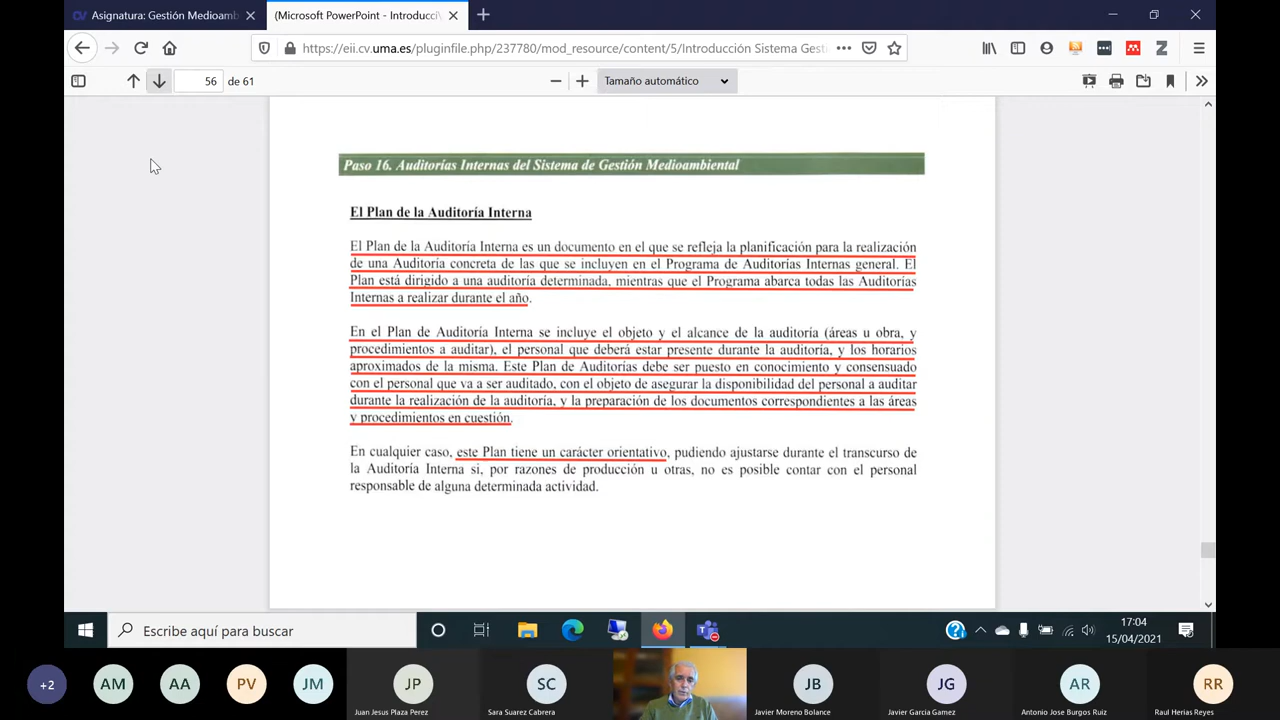 Asignatura: Gestión Medioamb
(Microsoft PowerPoint - Introducci
https://eii.cv.uma.es/pluginfile.php/237780/mod_resource/content/5/Introducción Sistema Gest
56 de 61
Tamaño automático
Paso 16. Auditorías Internas del Sistema de Gestión Medioambiental
El Plan de la Auditoría Interna
El Plan de la Auditoría Interna es un documento en el que se refleja la planificación para la realización
de una Auditoría concreta de las que se incluyen en el Programa de Auditorías Internas general. El
Plan está dirigido a una auditoría determinada, mientras que el Programa abarca todas las Auditorías
Internas a realizar durante el año.
En el Plan de Auditoría Interna se incluye el objeto y el alcance de la auditoría (áreas u obra, y
procedimientos a auditar), el personal que deberá estar presente durante la auditoría, y los horarios
aproximados de la misma. Este Plan de Auditorías debe ser puesto en conocimiento y consensuado
con el personal que va a ser auditado, con el objeto de asegurar la disponibilidad del personal a auditar
durante la realización de la auditoría, y la preparación de los documentos correspondientes a las áreas
y procedimientos en cuestión.
En cualquier caso, este Plan tiene un carácter orientativo, pudiendo ajustarse durante el transcurso de
la Auditoría Interna si, por razones de producción u otras, no es posible contar con el personal
responsable de alguna determinada actividad.
Escribe aquí para buscar
17:04
15/04/2021
+2
AM
AA
PV
JM
JP
SC
JB
JG
AR
RR
Juan Jesus Plaza Perez
Sara Suarez Cabrera
Javier Moreno Bolance
Javier Garcia Gamez
Antonio Jose Burgos Ruiz
Raul Herias Reyes